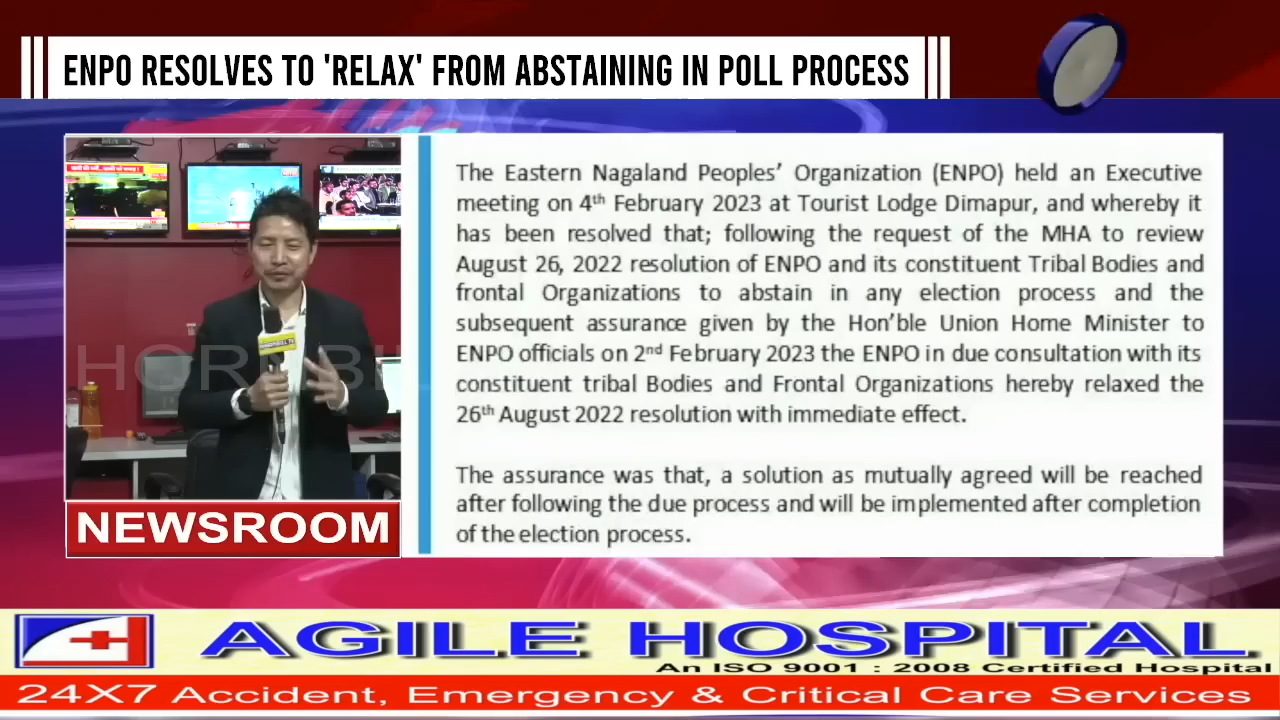 ENPO RESOLVES TO 'RELAX' FROM ABSTAINING IN POLL PROCESS
The Eastern Nagaland Peoples' Organization (ENPO) held an Executive
meeting on 4th February 2023 at Tourist Lodge Dimapur, and whereby it
has been resolved that; following the request of the MHA to review
August 26, 2022 resolution of ENPO and its constituent Tribal Bodies and
frontal Organizations to abstain in any election process and the
subsequent assurance given by the Hon'ble Union Home Minister to
ENPO officials on 2nd February 2023 the ENPO in due consultation with its
constituent tribal Bodies and Frontal Organizations hereby relaxed the
26th August 2022 resolution with immediate effect.
The assurance was that, a solution as mutually agreed will be reached
after following the due process and will be implemented after completion
of the election process.
NEWSROOM
AGILE HOSPITAL
An ISO 9001 : 2008 Certified Hospital
24X7 Accident, Emergency & Critical Care Services